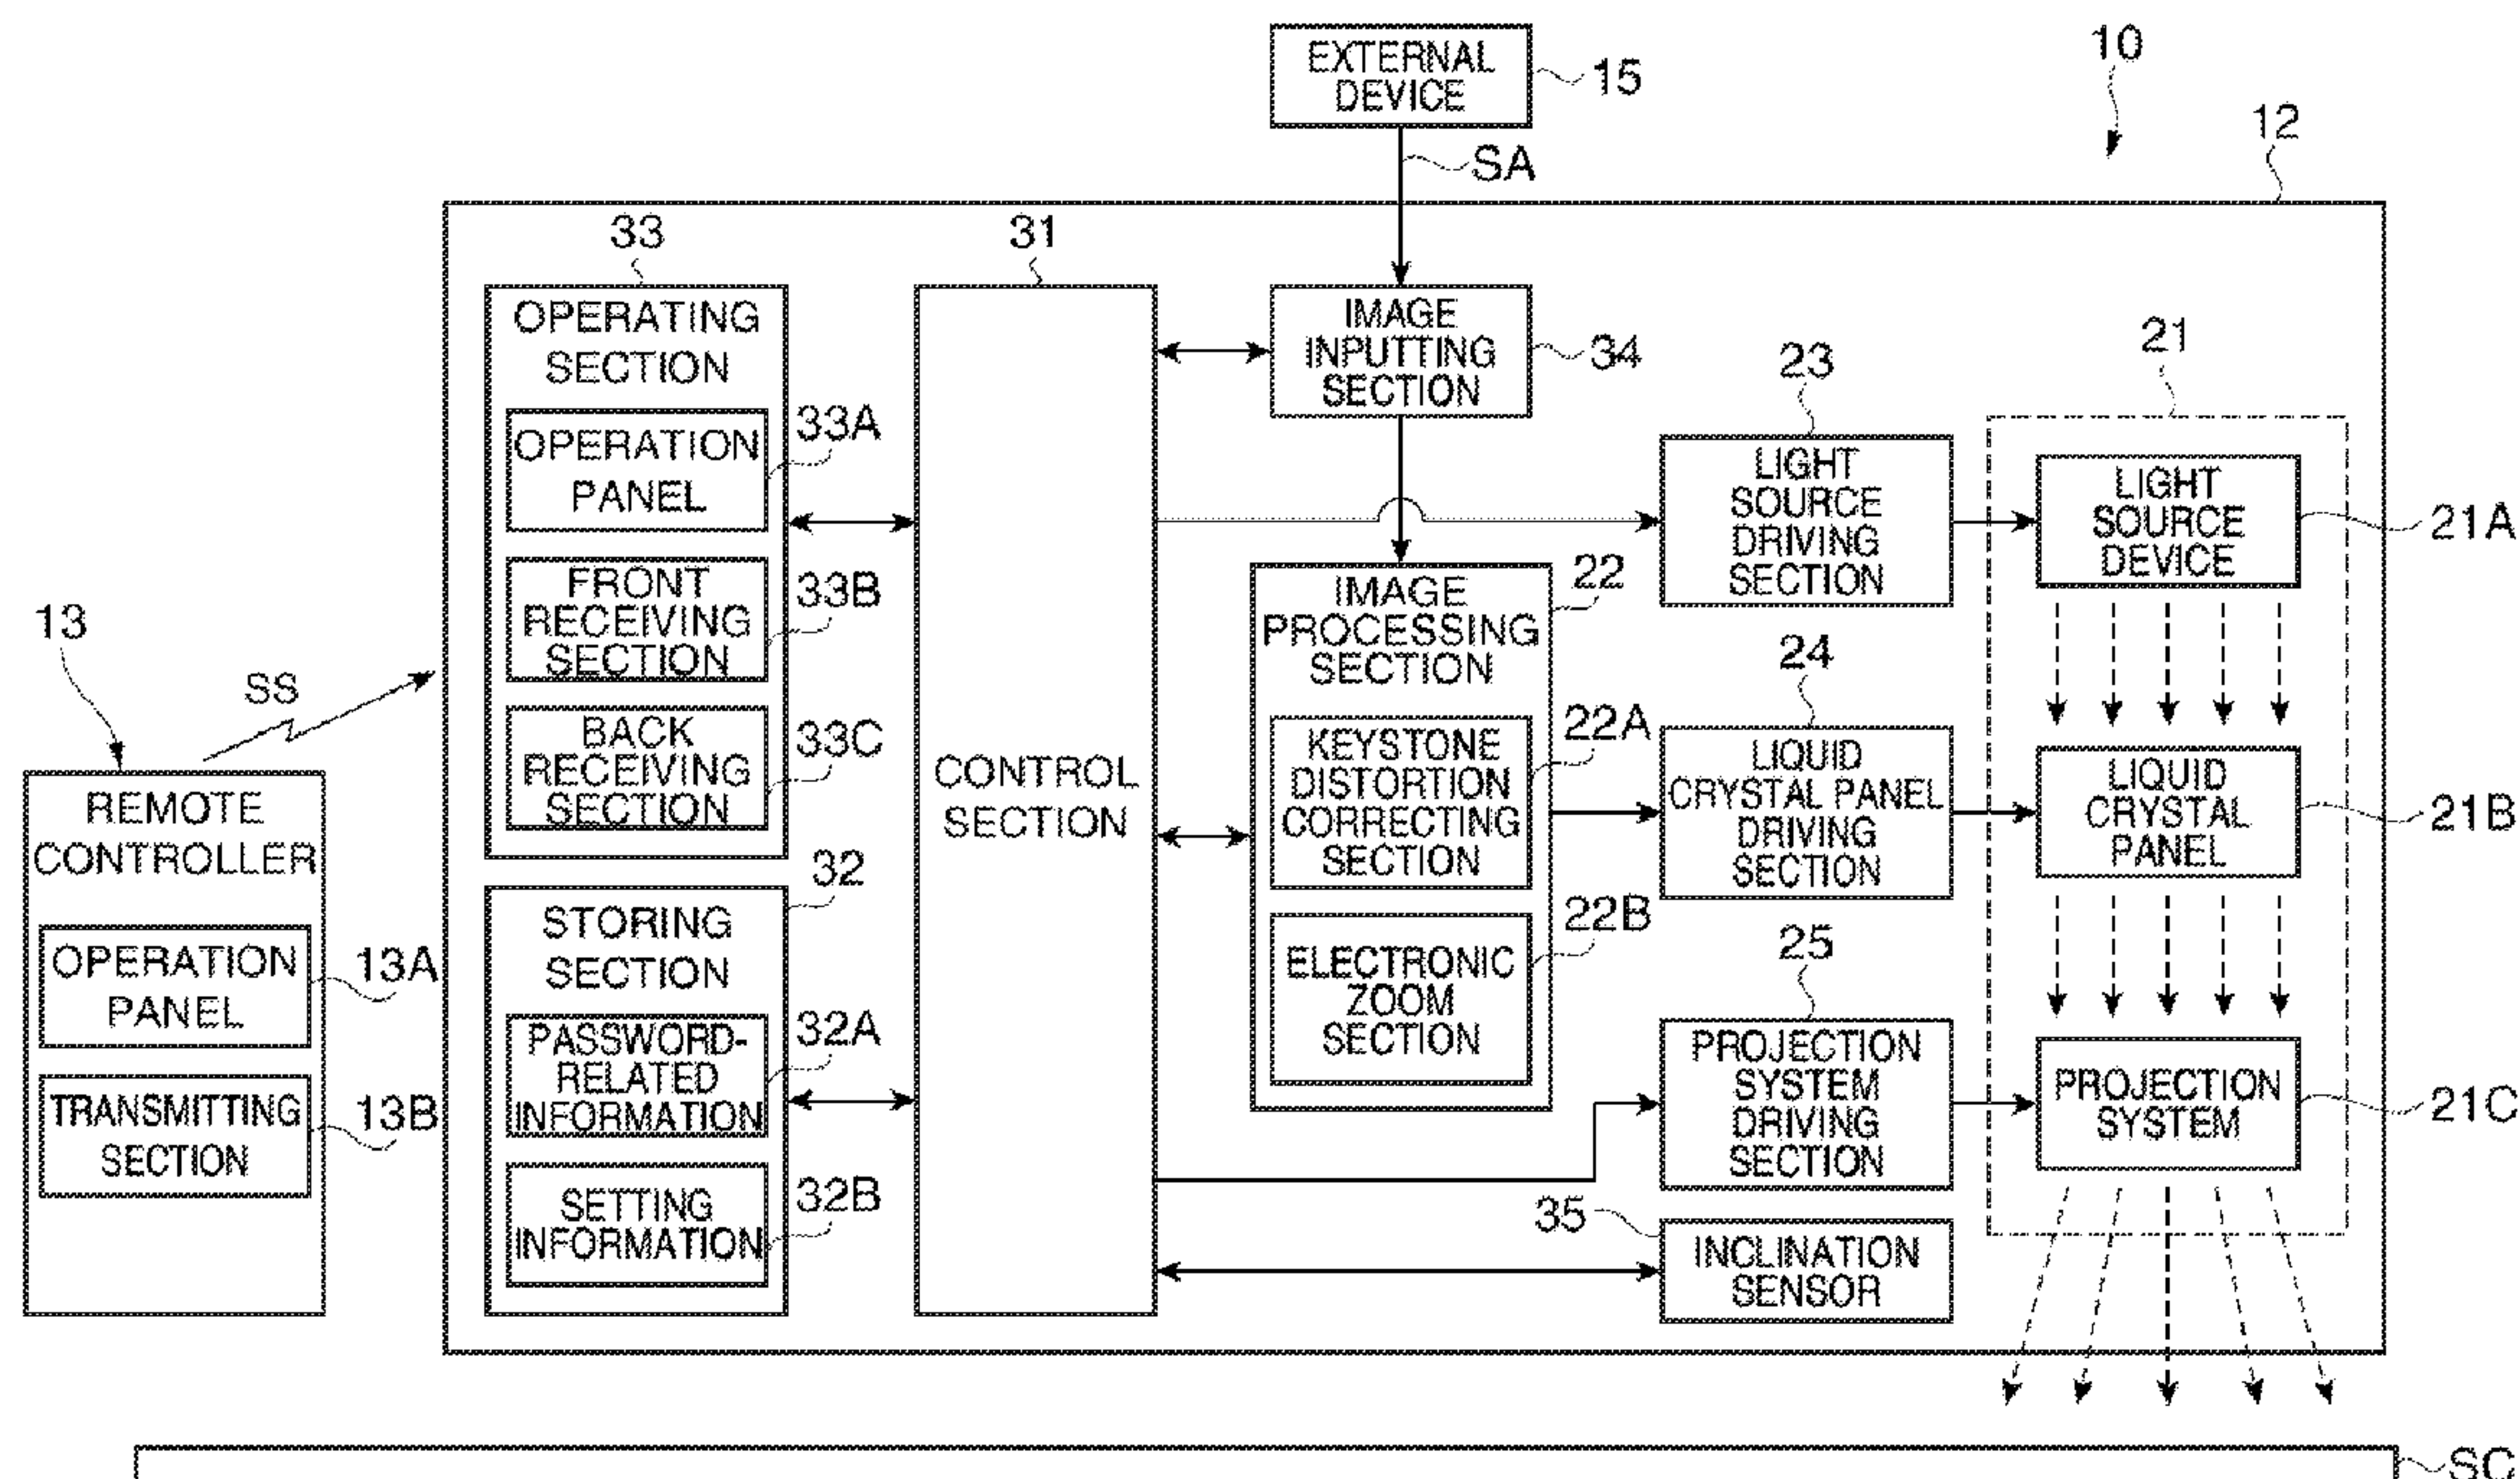 EXTERNAL
DEVICE
15
10
SA
12
33
31
OPERATING
SECTION
IMAGE
INPUTTING
SECTION
34
23
21
OPERATION
PANEL
33A
LIGHT
SOURCE
DRIVING
SECTION
LIGHT
SOURCE
DEVICE
21A
FRONT
RECEIVING
SECTION
33B
IMAGE
PROCESSING
SECTION
22
13
SS
24
BACK
RECEIVING
SECTION
33C
CONTROL
SECTION
KEYSTONE
DISTORTION
CORRECTING
SECTION
22A
LIQUID
CRYSTAL PANEL
DRIVING
SECTION
LIQUID
CRYSTAL
PANEL
21B
REMOTE
CONTROLLER
32
STORING
SECTION
22B
ELECTRONIC
ZOOM
SECTION
25
OPERATION
PANEL
13A
PASSWORD-
RELATED
INFORMATION
32A
PROJECTION
SYSTEM
DRIVING
SECTION
PROJECTION
SYSTEM
21C
TRANSMITTING
SECTION
13B
SETTING
INFORMATION
32B
35
INCLINATION
SENSOR
SC